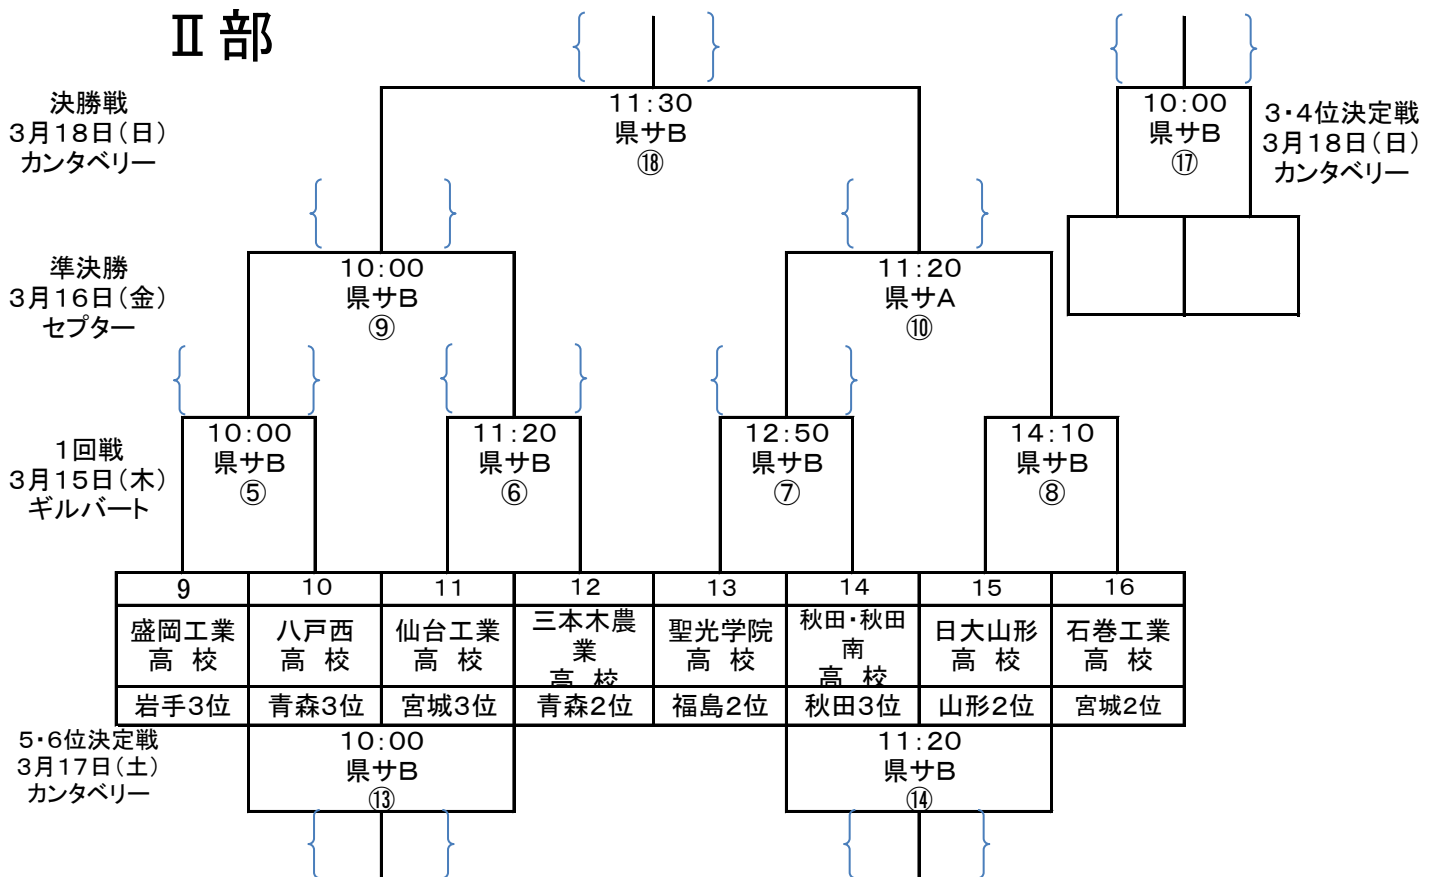 Ⅱ部
決勝戦
3月18日(日)
カンタベリー
11:30
県サB
⑱
10:00
県サB
⑰
3・4位決定戦
3月18日(日)
カンタベリー
準決勝
3月16日(金)
セプター
10:00
県サB
⑨
11:20
県サA
⑩
1回戦
3月15日(木)
ギルバート
10:00
県サB
⑤
11:20
県サB
⑥
12:50
県サB
⑦
14:10
県サB
⑧
9
10
11
12
13
14
15
16
盛岡工業
高 校
八戸西
高 校
仙台工業
高 校
三本木農
業
高 校
聖光学院
高 校
秋田・秋田
南
高 校
日大山形
高 校
石巻工業
高 校
岩手3位
青森3位
宮城3位
青森2位
福島2位
秋田3位
山形2位
宮城2位
5・6位決定戦
3月17日(土)
カンタベリー
10:00
県サB
⑬
11:20
県サB
⑭